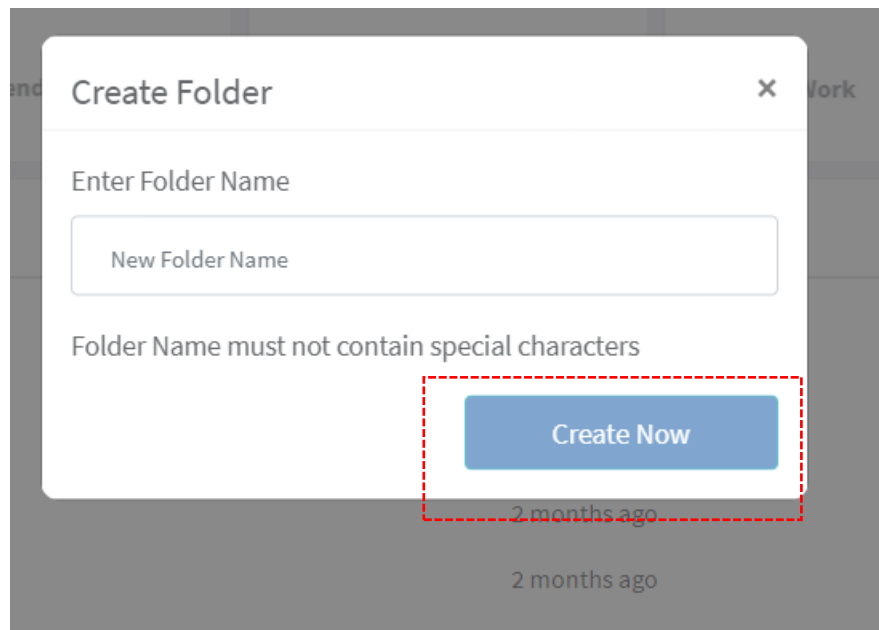 Create Folder ×
Enter Folder Name
New Folder Name
Folder Name must not contain special characters
Create Now
2 months ago
2 months ago